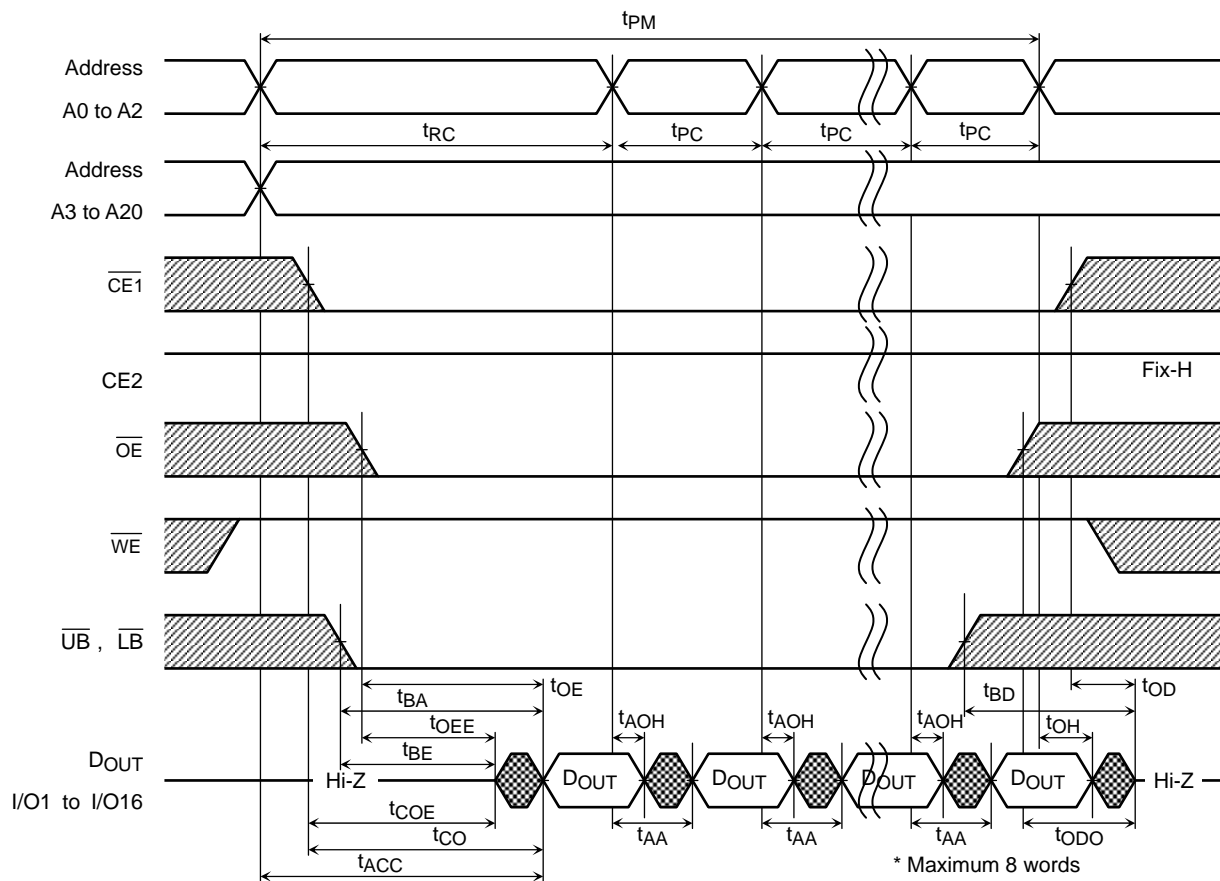 tPM
Address
A0 to A2
tRC
tPC
tPC
tPC
Address
A3 to A20
CE1
CE2
Fix-H
OE
WE
UB , LB
tOE
tOD
tBA
tBD
tOEE
tAOH
tAOH
tAOH
tOH
tBE
DOUT
I/O1 to I/O16
Hi-Z
DOUT
DOUT
DOUT
DOUT
Hi-Z
tCOE
tCO
tAA
tAA
tAA
tODO
tACC
* Maximum 8 words